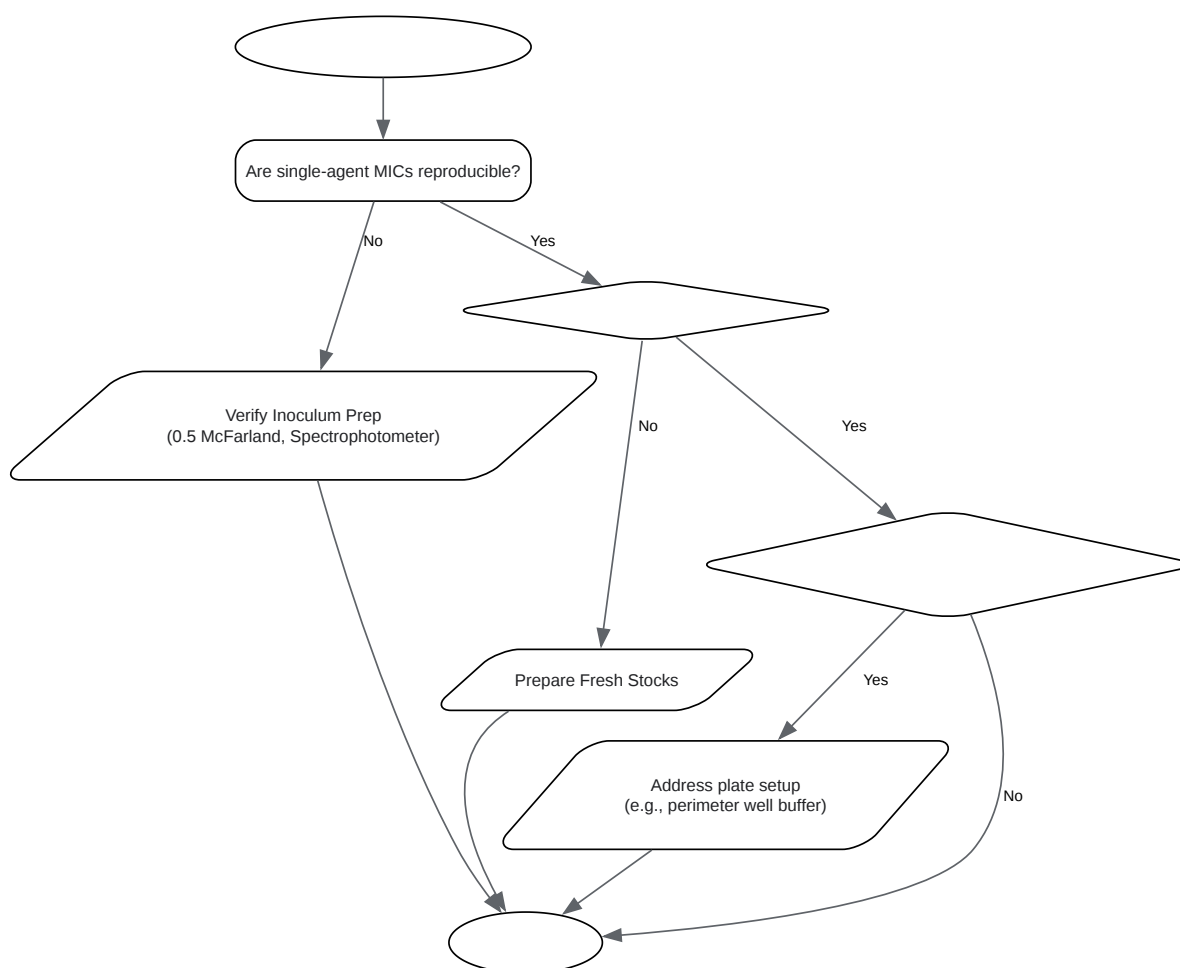 Are single-agent MICs reproducible?
No
Yes
Verify Inoculum Prep
(0.5 McFarland, Spectrophotometer)
No
Yes
Prepare Fresh Stocks
Yes
Address plate setup
(e.g., perimeter well buffer)
No